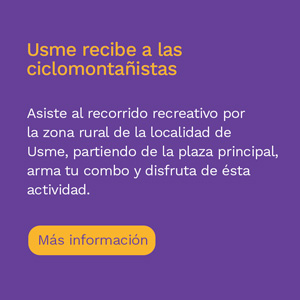 Usme recibe a las
ciclomontañistas
Asiste al recorrido recreativo por
la zona rural de la localidad de
Usme, partiendo de la plaza principal,
arma tu combo y disfruta de ésta
actividad.
Más información